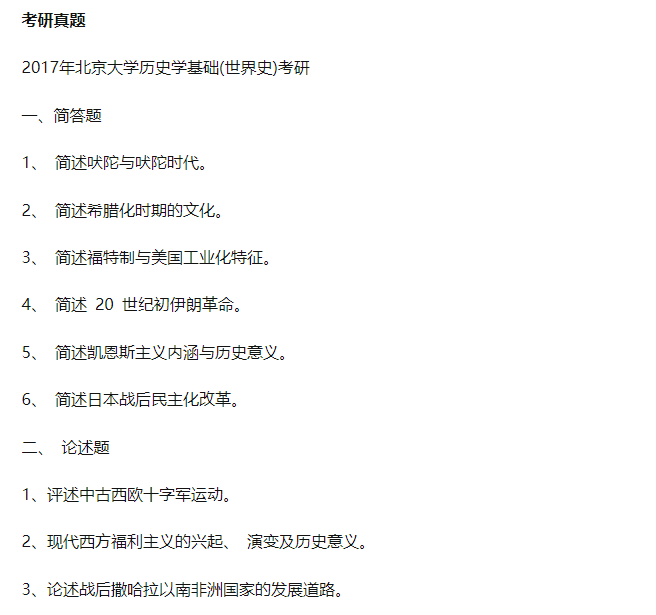 考研真题
2017年北京大学历史学基础(世界史)考研
一、简答题
1、 简述吠陀与吠陀时代。
2、 简述希腊化时期的文化。
3、 简述福特制与美国工业化特征。
4、 简述 20 世纪初伊朗革命。
5、 简述凯恩斯主义内涵与历史意义。
6、 简述日本战后民主化改革。
二、 论述题
1、评述中古西欧十字军运动。
2、现代西方福利主义的兴起、 演变及历史意义。
3、论述战后撒哈拉以南非洲国家的发展道路。